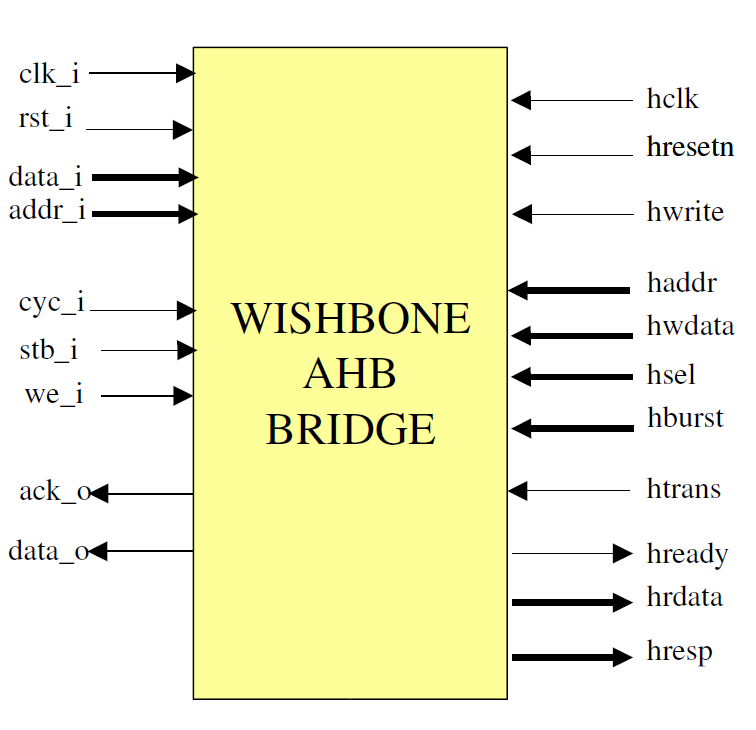 clk_i
rst_i
data_i
addr_i
cyc_i
stb_i
we_i
ack_o
data_o
WISHBONE
AHB
BRIDGE
hclk
hresetn
hwrite
haddr
hwdata
hsel
hburst
htrans
hready
hrdata
hresp